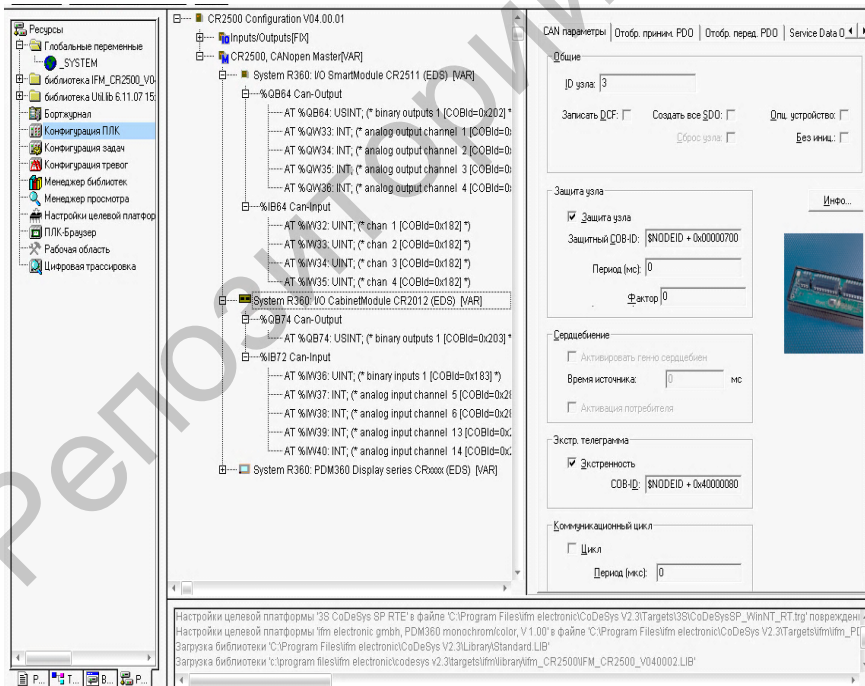 Ресурсы
Глобальные переменные
_SYSTEM
библиотека IFM_CR2500_V0
библиотека Util.lib 6.11.07 15:
Бортжурнал
Конфигурация ПЛК
Конфигурация задач
Конфигурация тревог
Менеджер библиотек
Менеджер просмотра
Настройки целевой платфор
ПЛК-Браузер
Рабочая область
Цифровая трассировка
P...
T...
B...
P...
CR2500 Configuration V04.00.01
Inputs/Outputs[FIX]
CR2500, CANopen Master[VAR]
System R360: I/O SmartModule CR2511 (EDS) [VAR]
%QB64 Can-Output
AT %QB64: USINT; (* binary outputs 1 [COBId=0x202] *
AT %QW33: INT; (* analog output channel 1 [COBId=0
AT %QW34: INT; (* analog output channel 2 [COBId=0
AT %QW35: INT; (* analog output channel 3 [COBId=0
AT %QW36: INT; (* analog output channel 4 [COBId=0
%IB64 Can-Input
AT %IW32: UINT; (* chan 1 [COBId=0x182] *)
AT %IW33: UINT; (* chan 2 [COBId=0x182] *)
AT %IW34: UINT; (* chan 3 [COBId=0x182] *)
AT %IW35: UINT; (* chan 4 [COBId=0x182] *)
System R360: I/O CabinetModule CR2012 (EDS) [VAR]
%QB74 Can-Output
AT %QB74: USINT; (* binary outputs 1 [COBId=0x203] *
%IB72 Can-Input
AT %IW36: UINT; (* binary inputs 1 [COBId=0x183] *)
AT %IW37: INT; (* analog input channel 5 [COBId=0x2
AT %IW38: INT; (* analog input channel 6 [COBId=0x2
AT %IW39: INT; (* analog input channel 13 [COBId=0x
AT %IW40: INT; (* analog input channel 14 [COBId=0x
System R360: PDM360 Display series CRxxxx (EDS) [VAR]
CAN параметры Отобр. приним. PDO Отобр. перед. PDO Service Data O
Общие
ID узла: 3
Записать DCF: Создать все SDO: Опц. устройство:
Сброс узла: Без иниц.:
Защита узла
Инфо...
Защита узла
Защитный COB-ID: $NODEID + 0x00000700
Период (мс): 0
Фактор 0
Сердцебиение
Активировать ген-ю сердцебиен
Время источника: 0 мс
Активация потребителя
Экстр. телеграмма
Экстренность
COB-ID: $NODEID + 0x40000080
Коммуникационный цикл
Цикл
Период (мкс): 0
Настройки целевой платформы '3S CoDeSys SP RTE' в файле 'C:\Program Files\ifm electronic\CoDeSys V2.3\Targets\3S\CoDeSysSP_WinNT_RT.trg' поврежден
Настройки целевой платформы 'ifm electronic gmbh, PDM360 monochrom/color, V 1.00' в файле 'C:\Program Files\ifm electronic\CoDeSys V2.3\Targets\ifm\ifm_P
Загрузка библиотеки 'C:\Program Files\ifm electronic\CoDeSys V2.3\Library\Standard.LIB'
Загрузка библиотеки 'c:\program files\ifm electronic\codesys v2.3\targets\ifm\library\ifm_CR2500\IFM_CR_2500_V040002.LIB'